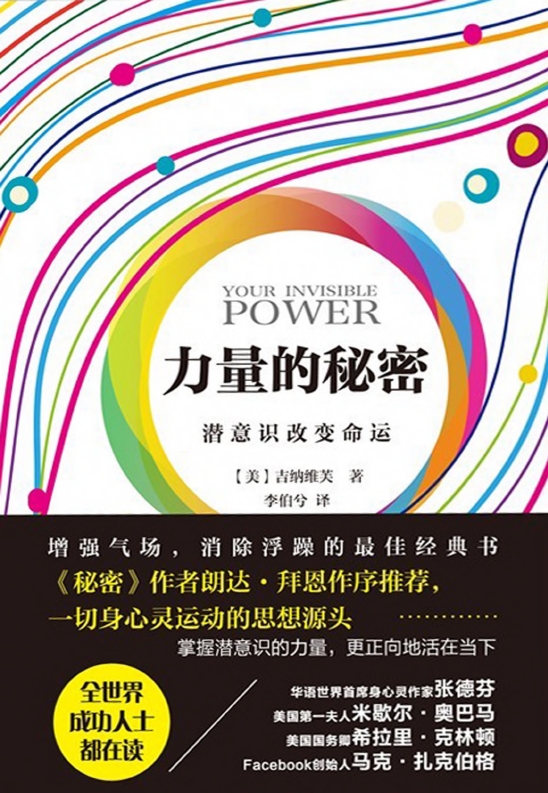 YOUR INVISIBLE
POWER
力量的秘密
潜意识改变命运
【美】吉纳维芙 著
李伯兮 译
增强气场，消除浮躁的最佳经典书
《秘密》作者朗达·拜恩作序推荐，
一切身心灵运动的思想源头 …………
掌握潜意识的力量，更正向地活在当下
全世界
成功人士
都在读
华语世界首席身心灵作家张德芬
美国第一夫人米歇尔·奥巴马
美国国务卿希拉里·克林顿
Facebook创始人马克·扎克伯格